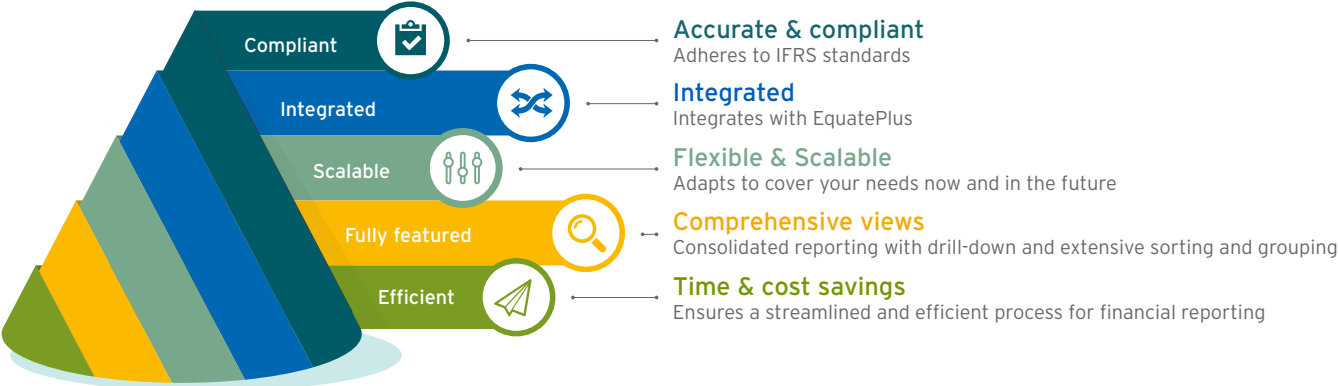 Compliant
Accurate & compliant
Adheres to IFRS standards
Integrated
Integrated
Integrates with EquatePlus
Scalable
Flexible & Scalable
Adapts to cover your needs now and in the future
Fully featured
Comprehensive views
Consolidated reporting with drill-down and extensive sorting and grouping
Efficient
Time & cost savings
Ensures a streamlined and efficient process for financial reporting